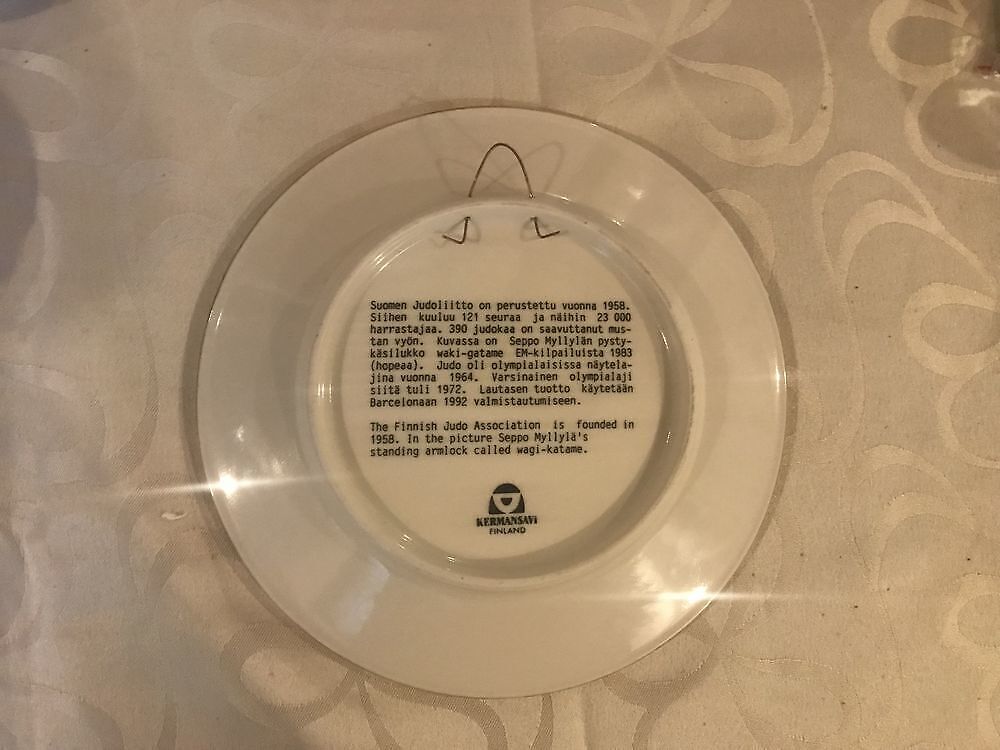 Suomen Judoliitto on perustettu vuonna 1958.
Siihen kuuluu 121 seuraa ja näihin 23 000
harrastajaa. 390 judokaa on saavuttanut mus-
tan vyön. Kuvassa on Seppo Myllylän pysty-
käsilukko waki-gatame EM-kilpailuista 1983
(hopeaa). Judo oli olympialaisissa näytela-
jina vuonna 1964. Varsinainen olympialaji
siitä tuli 1972. Lautasen tuotto käytetään
Barcelonaan 1992 valmistautumiseen.
The Finnish Judo Association is founded in
1958. In the picture Seppo Myllylä's
standing armlock called wagi-katame.
KERMANSAVI
FINLAND